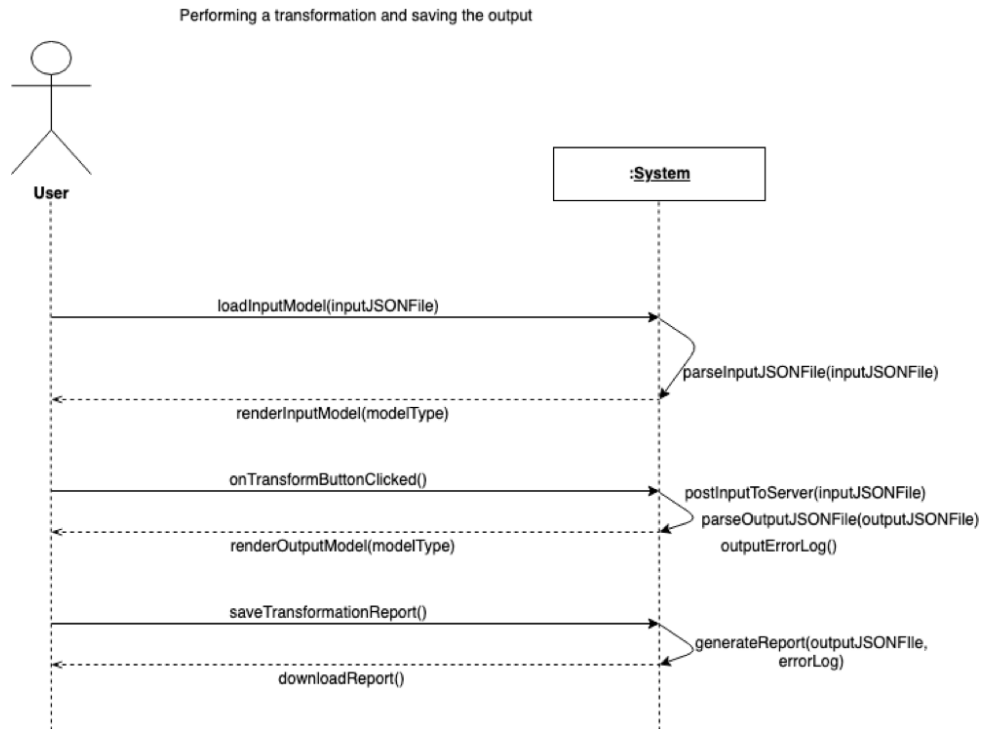 Performing a transformation and saving the output
User
:System
loadInputModel(inputJSONFile)
parseInputJSONFile(inputJSONFile)
renderInputModel(modelType)
onTransformButtonClicked()
postInputToServer(inputJSONFile)
parseOutputJSONFile(outputJSONFile)
renderOutputModel(modelType)
outputErrorLog()
saveTransformationReport()
generateReport(outputJSONFIle,
errorLog)
downloadReport()